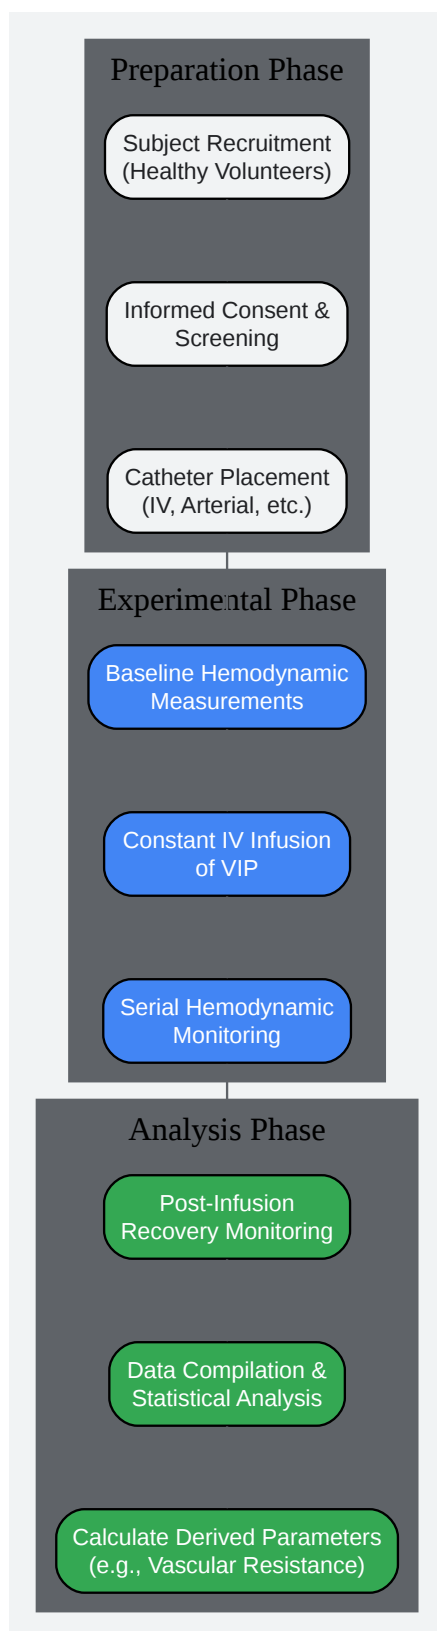 Preparation Phase
Subject Recruitment
(Healthy Volunteers)
Informed Consent &
Screening
Catheter Placement
(IV, Arterial, etc.)
Experimental Phase
Baseline Hemodynamic
Measurements
Constant IV Infusion
of VIP
Serial Hemodynamic
Monitoring
Analysis Phase
Post-Infusion
Recovery Monitoring
Data Compilation &
Statistical Analysis
Calculate Derived Parameters
(e.g., Vascular Resistance)